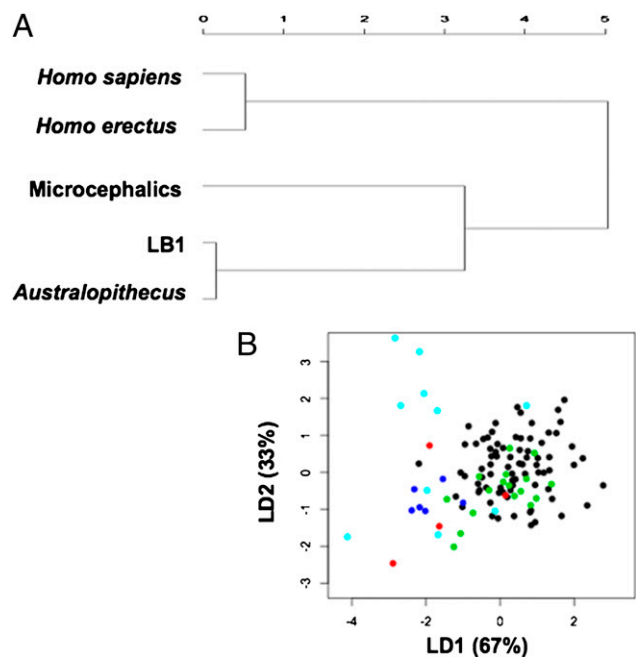 A
0 1 2 3 4 5
Homo sapiens
Homo erectus
Microcephalics
LB1
Australopithecus
B
3
2
1
0
-1
-2
-3
LD2 (33%)
-4 -2 0 2
LD1 (67%)